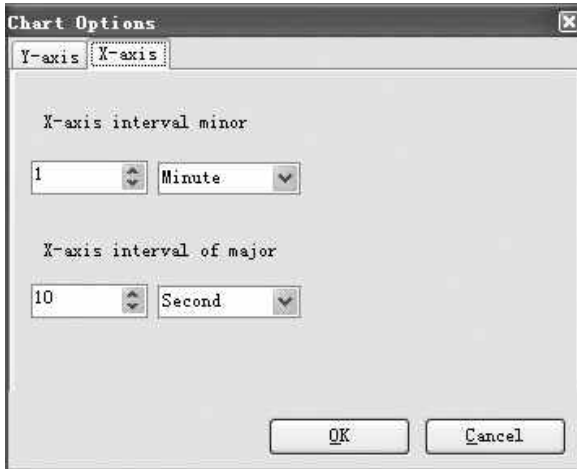 Chart Options
Y-axis X-axis
X-axis interval minor
1 Minute
X-axis interval of major
10 Second
OK Cancel